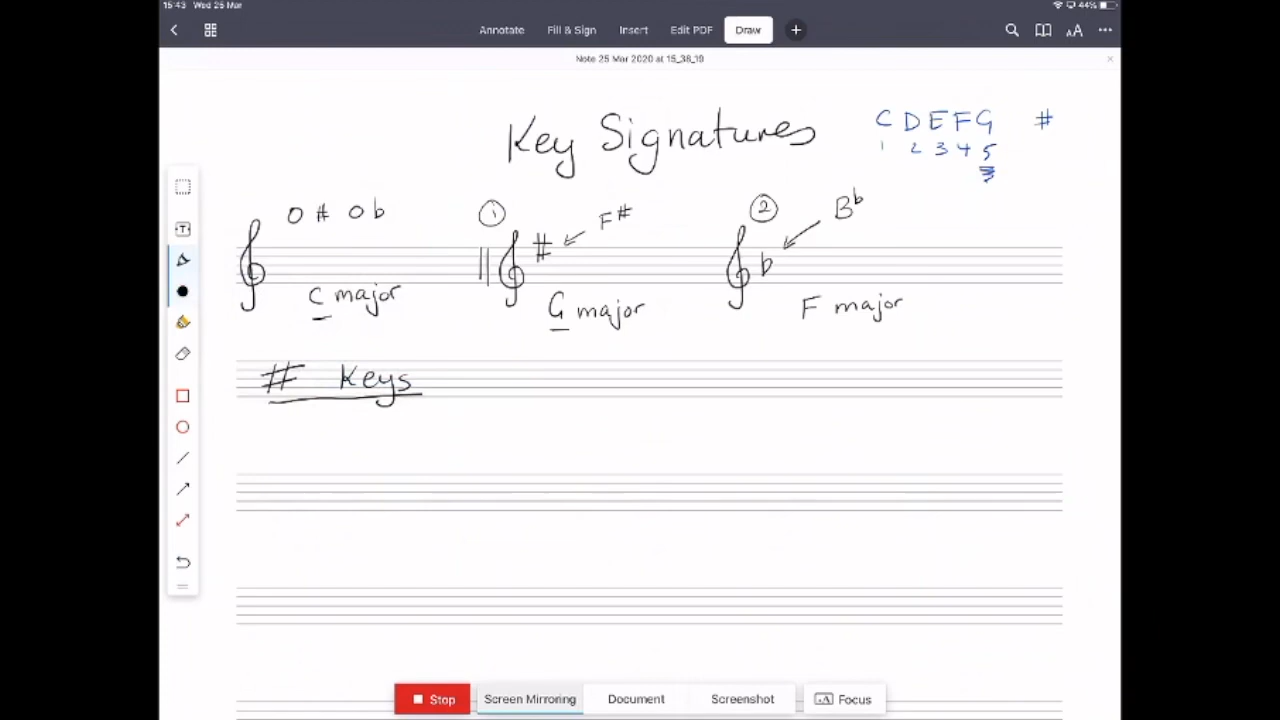 15:43 Wed 25 Mar 44%
Annotate Fill & Sign Insert Edit PDF Draw +
Note 25 Mar 2020 at 15_38_19
Key Signatures
C D E F G #
1 2 3 4 5
0 # 0 b
C major
1 F#
G major
2 Bb
F major
# Keys
Stop Screen Mirroring Document Screenshot Focus